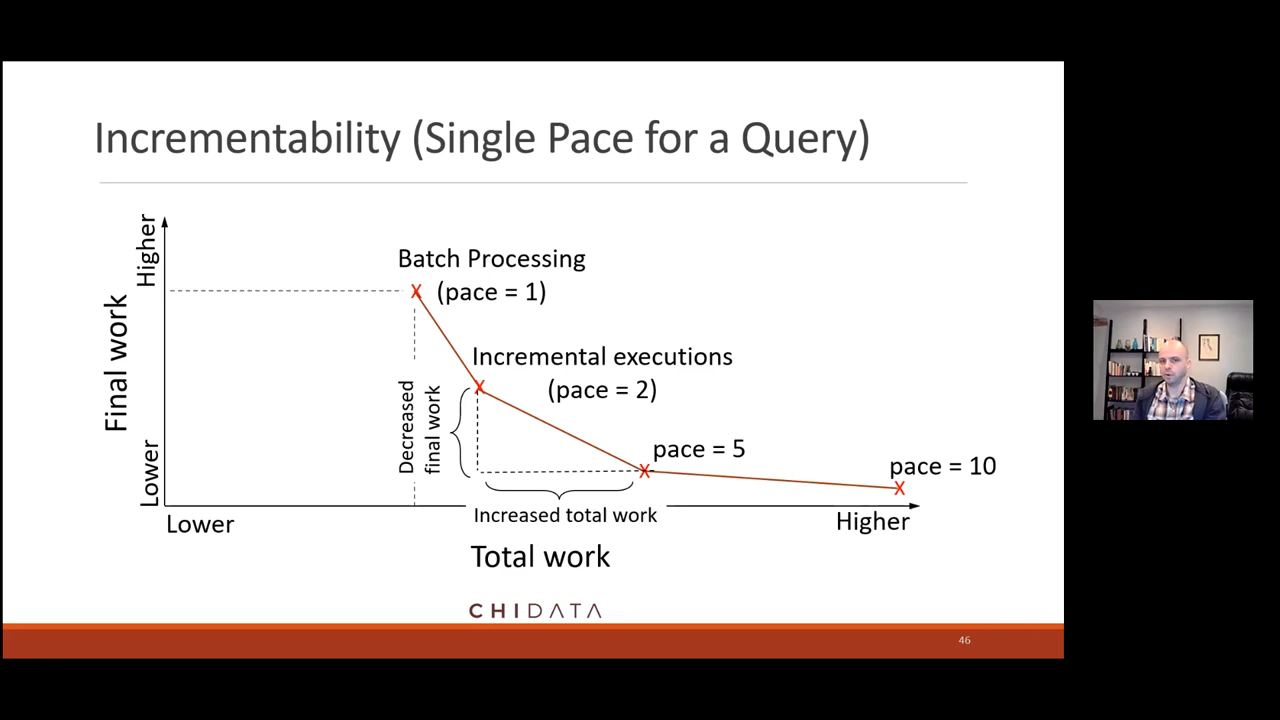 Incrementability (Single Pace for a Query)
Higher
Final work
Lower
Batch Processing
(pace = 1)
Incremental executions
(pace = 2)
Decreased
final work
pace = 5
pace = 10
Increased total work
Lower
Higher
Total work
CHIDATA
46